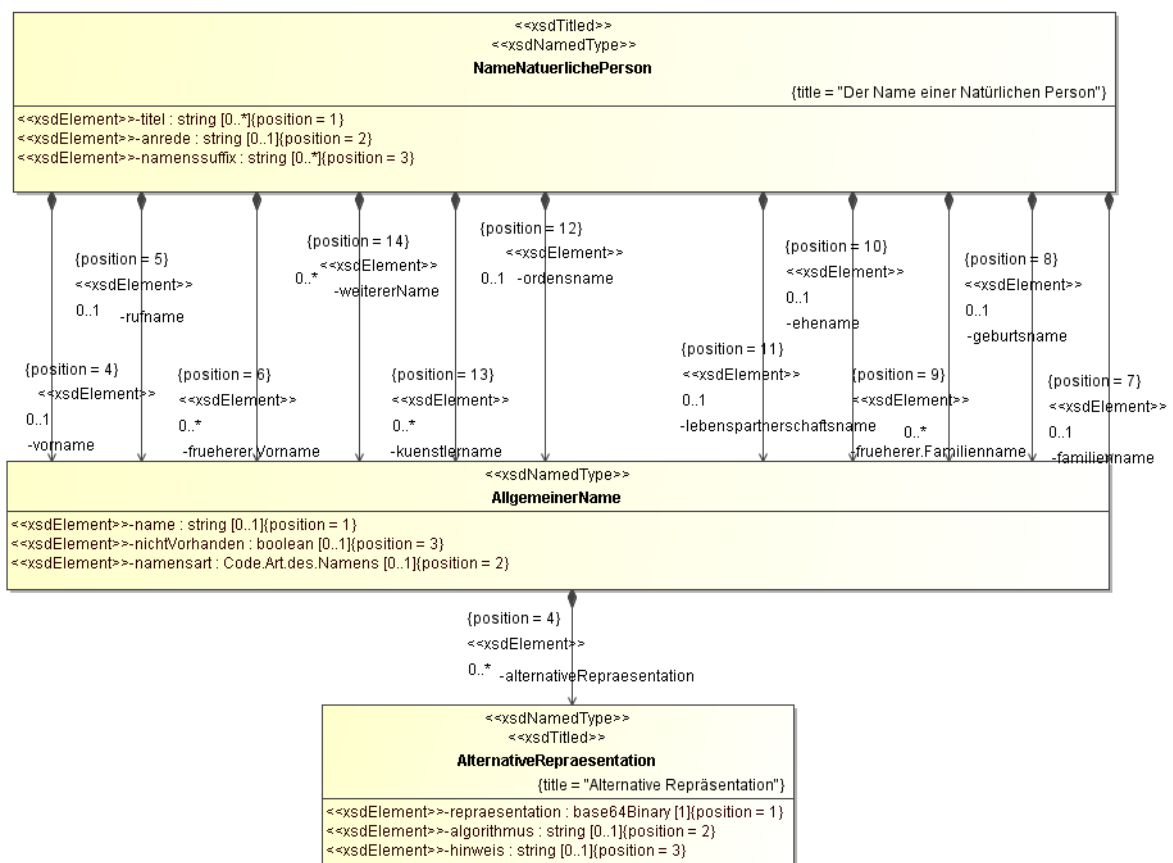 <<xsdTitled>>
<<xsdNamedType>>
NameNatuerlichePerson
{title = "Der Name einer Natürlichen Person"}
<<xsdElement>>-titel : string [0..*]{position = 1}
<<xsdElement>>-anrede : string [0..1]{position = 2}
<<xsdElement>>-namenssuffix : string [0..*]{position = 3}
{position = 5}
<<xsdElement>>
0..1
-rufname
{position = 14}
<<xsdElement>>
0..*
-weitererName
{position = 12}
<<xsdElement>>
0..1 -ordensname
{position = 10}
<<xsdElement>>
0..1
-ehename
{position = 8}
<<xsdElement>>
0..1
-geburtsname
{position = 4}
<<xsdElement>>
0..1
-vorname
{position = 6}
<<xsdElement>>
0..*
-frueherer.Vorname
{position = 13}
<<xsdElement>>
0..*
-kuenstlername
{position = 11}
<<xsdElement>>
0..1
-lebenspartnerschaftsname
{position = 9}
<<xsdElement>>
0..*
-frueherer.Familienname
{position = 7}
<<xsdElement>>
0..1
-familienname
<<xsdNamedType>>
AllgemeinerName
<<xsdElement>>-name : string [0..1]{position = 1}
<<xsdElement>>-nichtVorhanden : boolean [0..1]{position = 3}
<<xsdElement>>-namensart : Code.Art.des.Namens [0..1]{position = 2}
{position = 4}
<<xsdElement>>
0..* -alternativeRepraesentation
<<xsdNamedType>>
<<xsdTitled>>
AlternativeRepraesentation
{title = "Alternative Repräsentation"}
<<xsdElement>>-repraesentation : base64Binary [1]{position = 1}
<<xsdElement>>-algorithmus : string [0..1]{position = 2}
<<xsdElement>>-hinweis : string [0..1]{position = 3}